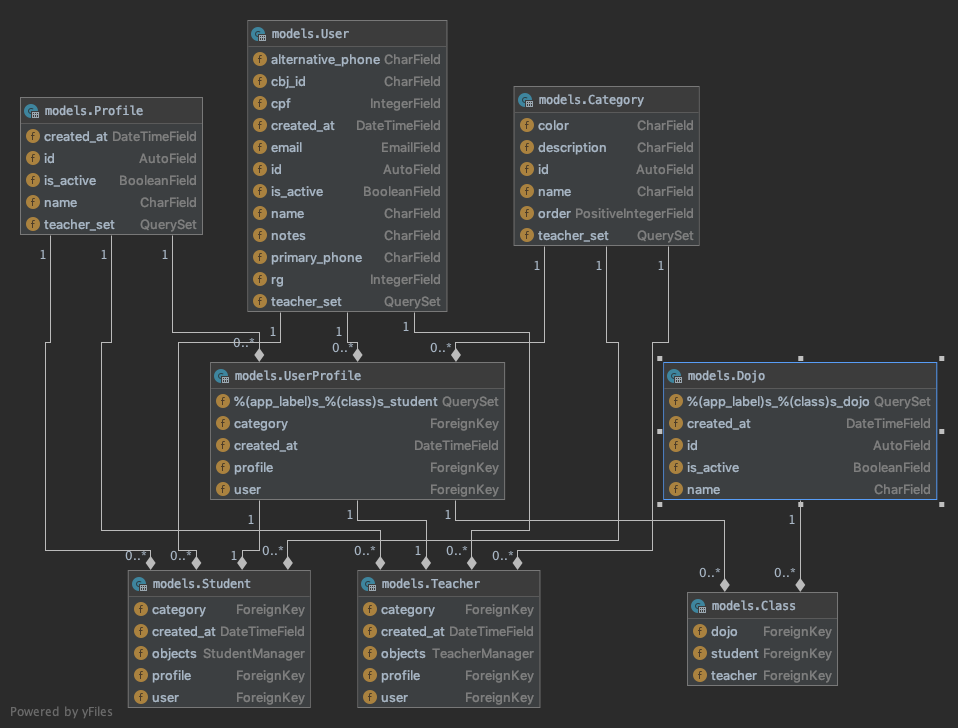 models.User
alternative_phone CharField
cbj_id CharField
cpf IntegerField
created_at DateTimeField
email EmailField
id AutoField
is_active BooleanField
name CharField
notes CharField
primary_phone CharField
rg IntegerField
teacher_set QuerySet
models.Category
color CharField
description CharField
id AutoField
name CharField
order PositiveIntegerField
teacher_set QuerySet
models.Profile
created_at DateTimeField
id AutoField
is_active BooleanField
name CharField
teacher_set QuerySet
1 1 1
1 1 1
1 1 1
0..* 0..* 0..*
models.UserProfile
%(app_label)s_%(class)s_student QuerySet
category ForeignKey
created_at DateTimeField
profile ForeignKey
user ForeignKey
models.Dojo
%(app_label)s_%(class)s_dojo QuerySet
created_at DateTimeField
id AutoField
is_active BooleanField
name CharField
1 1 1 1
0..* 0..* 1 0..* 0..* 1 0..* 0..*
0..* 0..*
models.Student
category ForeignKey
created_at DateTimeField
objects StudentManager
profile ForeignKey
user ForeignKey
models.Teacher
category ForeignKey
created_at DateTimeField
objects TeacherManager
profile ForeignKey
user ForeignKey
models.Class
dojo ForeignKey
student ForeignKey
teacher ForeignKey
Powered by yFiles